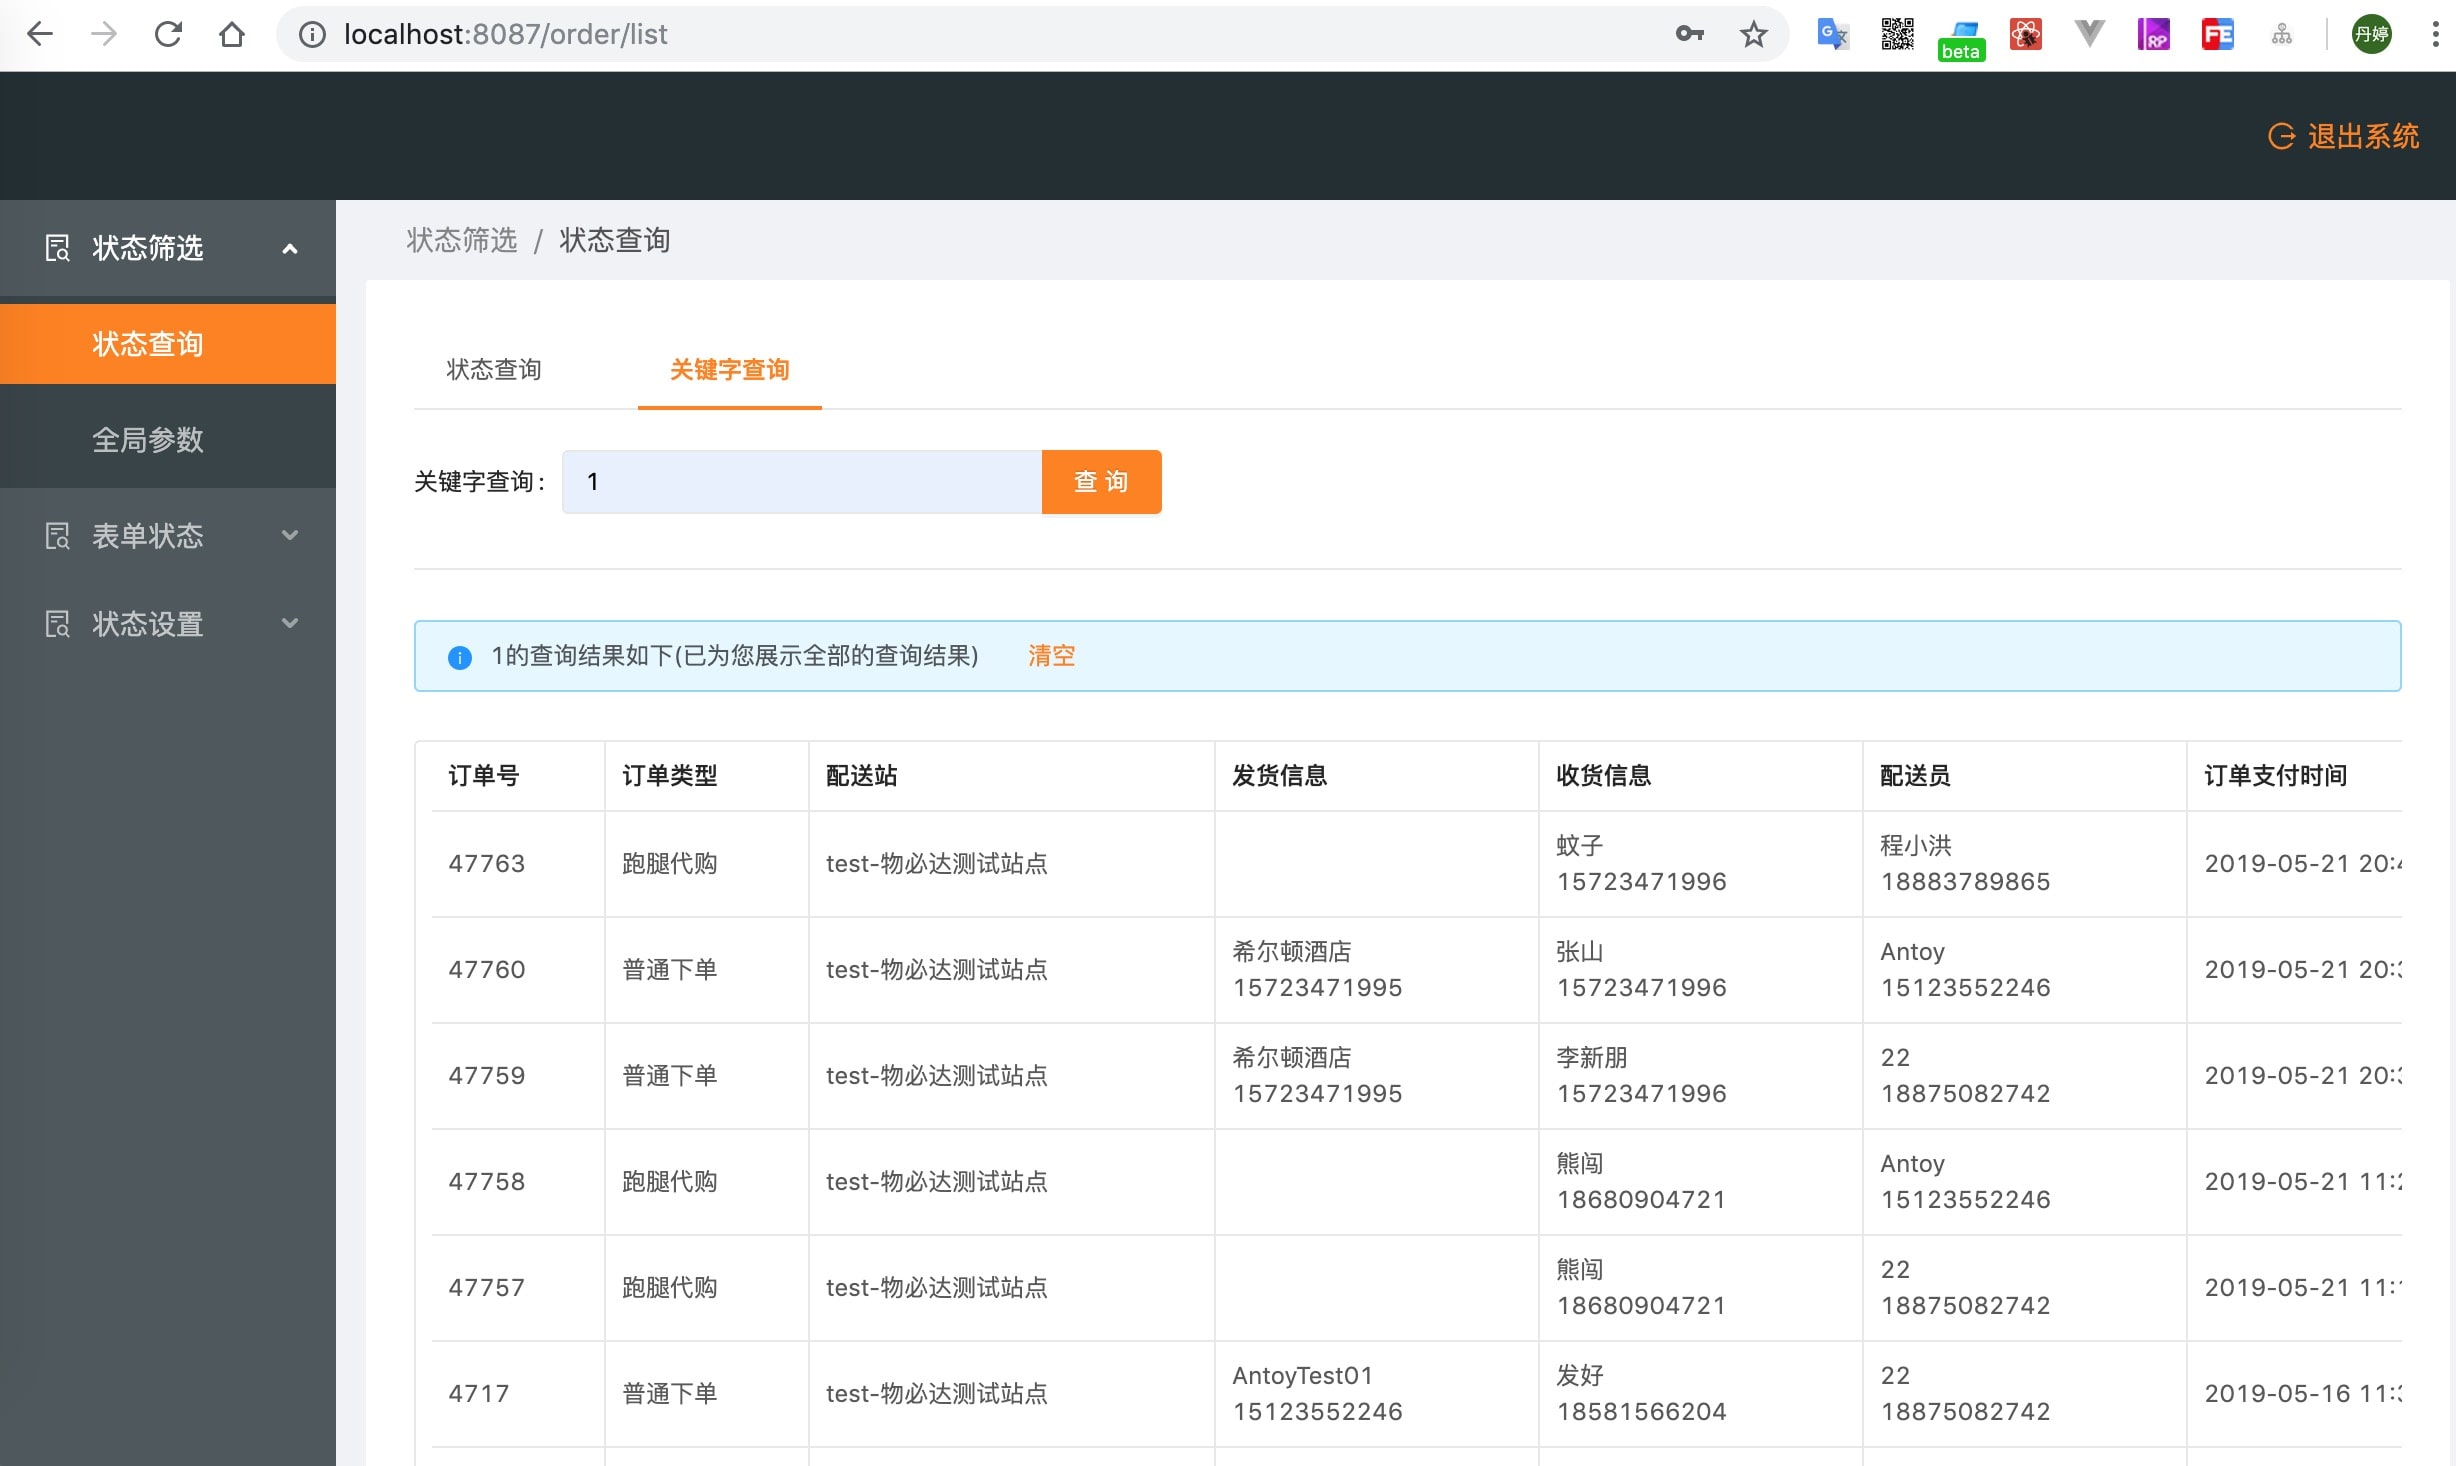 localhost:8087/order/list
beta
RP
FE
丹婷
退出系统
状态筛选
状态查询
全局参数
表单状态
状态设置
状态筛选 / 状态查询
状态查询 关键字查询
关键字查询: 1 查 询
1的查询结果如下(已为您展示全部的查询结果) 清空
订单号 订单类型 配送站 发货信息 收货信息 配送员 订单支付时间
47763 跑腿代购 test-物必达测试站点 蚊子 15723471996 程小洪 18883789865 2019-05-21 20:4
47760 普通下单 test-物必达测试站点 希尔顿酒店 15723471995 张山 15723471996 Antoy 15123552246 2019-05-21 20:3
47759 普通下单 test-物必达测试站点 希尔顿酒店 15723471995 李新朋 15723471996 22 18875082742 2019-05-21 20:3
47758 跑腿代购 test-物必达测试站点 熊闯 18680904721 Antoy 15123552246 2019-05-21 11:2
47757 跑腿代购 test-物必达测试站点 熊闯 18680904721 22 18875082742 2019-05-21 11:1
4717 普通下单 test-物必达测试站点 AntoyTest01 15123552246 发好 18581566204 22 18875082742 2019-05-16 11:3